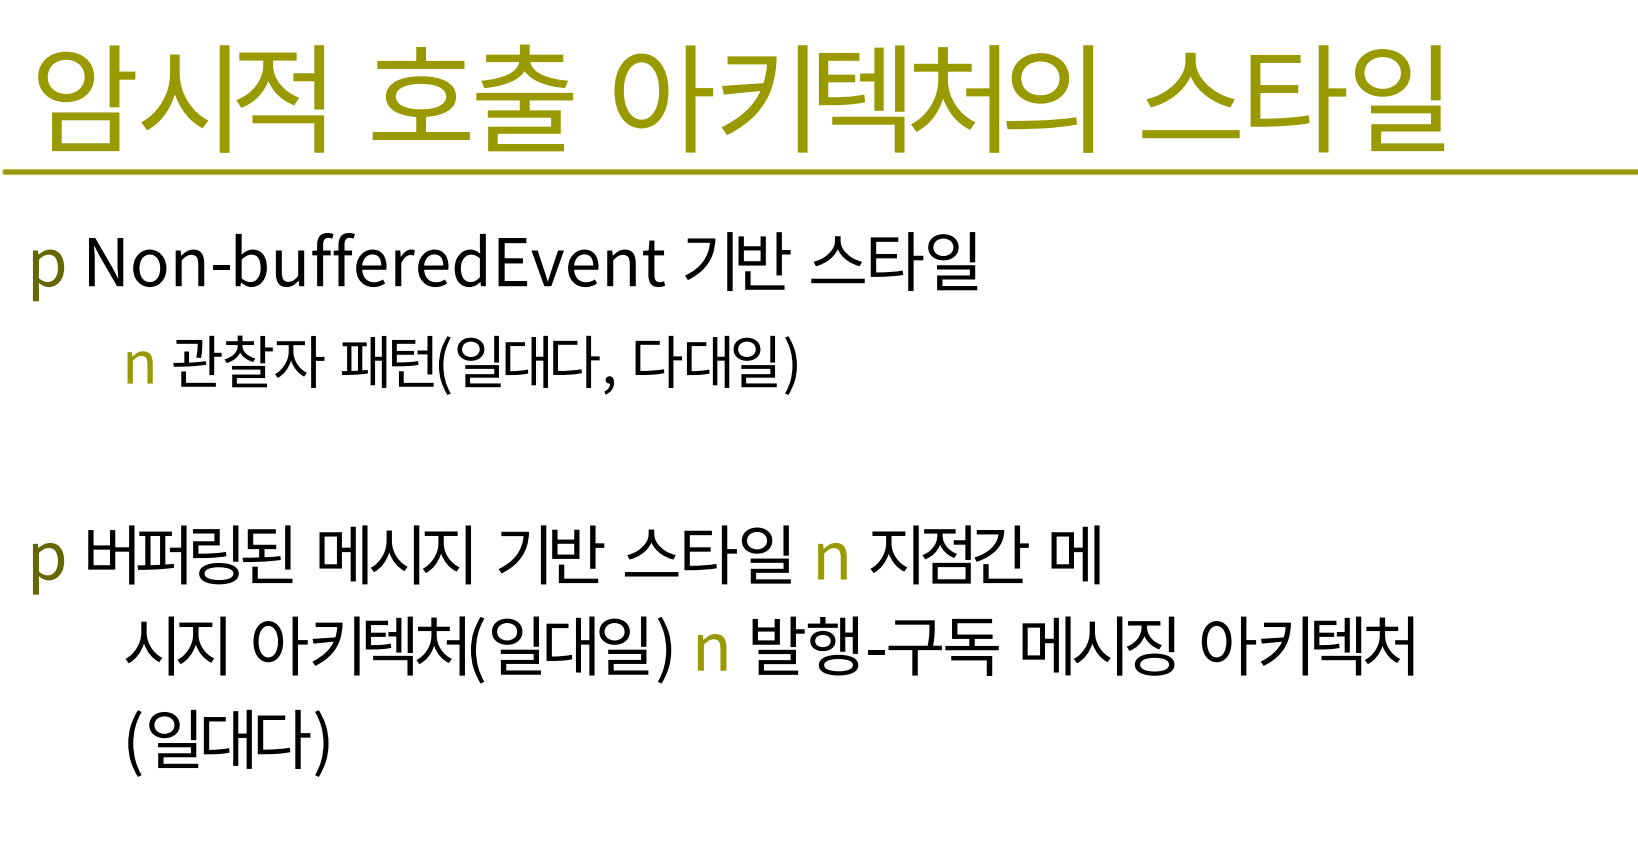 암시적 호출 아키텍처의 스타일
p Non-bufferedEvent 기반 스타일
n 관찰자 패턴(일대다, 다대일)
p 버퍼링된 메시지 기반 스타일 n 지점간 메
시지 아키텍처(일대일) n 발행-구독 메시징 아키텍처
(일대다)